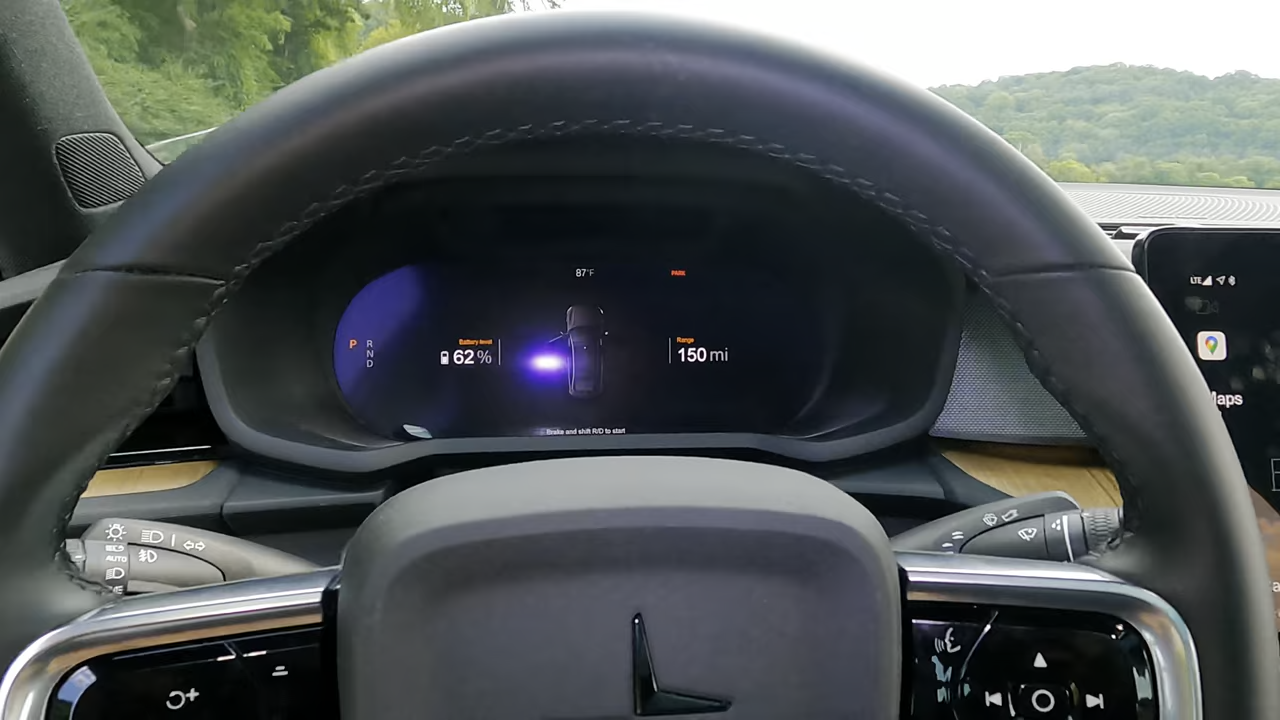 87°F
PARK
LTE
P
R
N
D
Battery level
62 %
Range
150 mi
Brake and shift R/D to start
Maps
AUTO